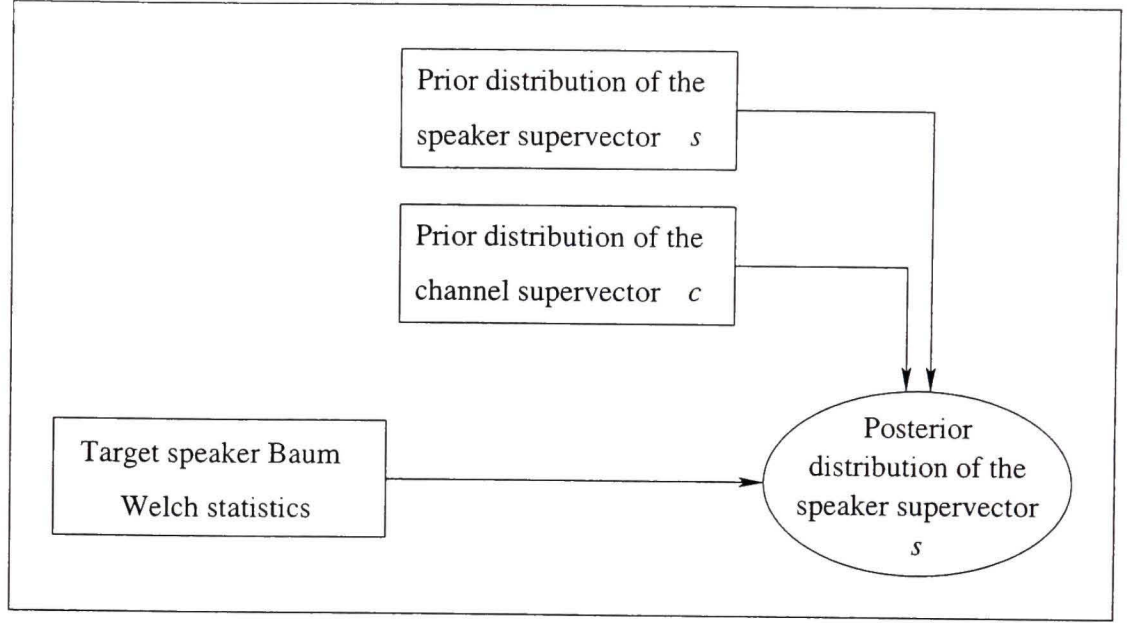 Prior distribution of the
speaker supervector s
Prior distribution of the
channel supervector c
Target speaker Baum
Welch statistics
Posterior
distribution of the
speaker supervector
s